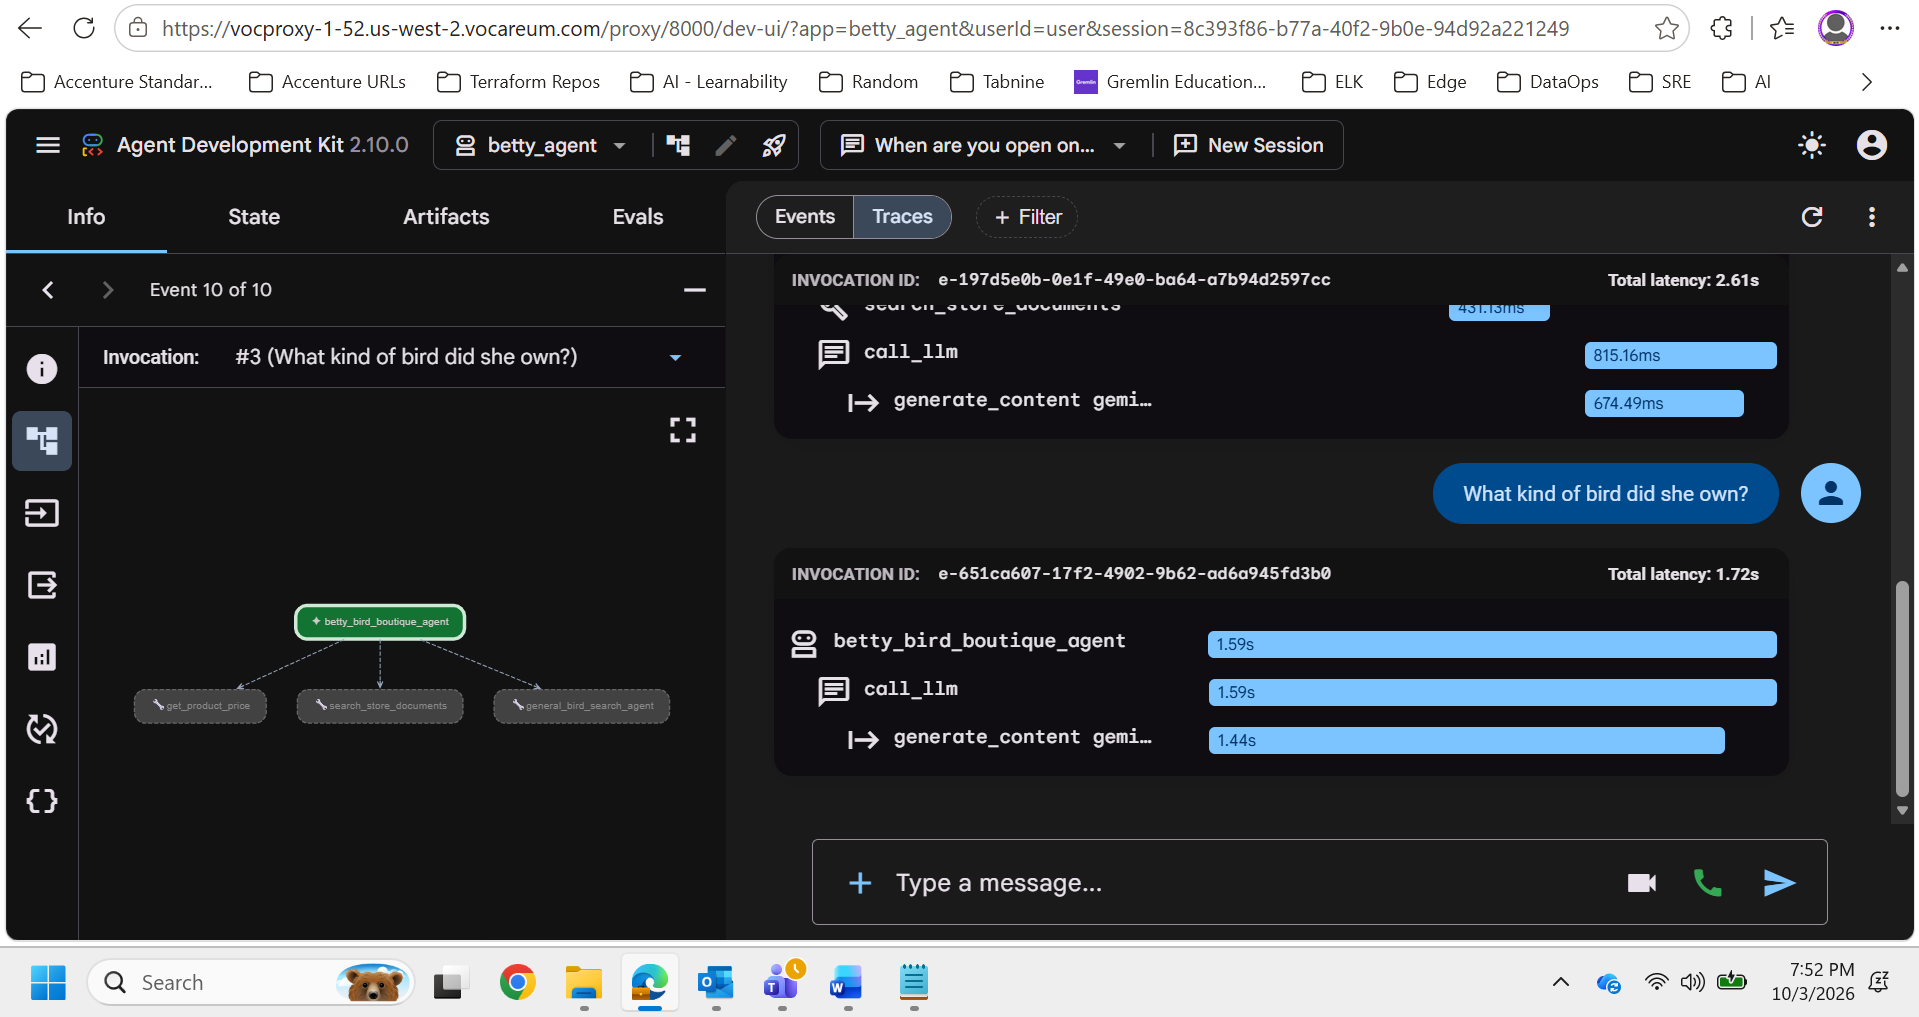 https://vocproxy-1-52.us-west-2.vocareum.com/proxy/8000/dev-ui/?app=betty_agent&userId=user&session=8c393f86-b77a-40f2-9b0e-94d92a221249
Accenture Standar... Accenture URLs Terraform Repos AI - Learnability Random Tabnine Gremlin Education... ELK Edge DataOps SRE AI
Agent Development Kit 2.10.0 betty_agent When are you open on... New Session
Info State Artifacts Evals
Events Traces + Filter
Event 10 of 10
Invocation: #3 (What kind of bird did she own?)
betty_bird_boutique_agent
get_product_price search_store_documents general_bird_search_agent
INVOCATION ID: e-197d5e0b-0e1f-49e0-ba64-a7b94d2597cc Total latency: 2.61s
search_store_documents 431.13ms
call_llm 815.16ms
generate_content gemi... 674.49ms
What kind of bird did she own?
INVOCATION ID: e-651ca607-17f2-4902-9b62-ad6a945fd3b0 Total latency: 1.72s
betty_bird_boutique_agent 1.59s
call_llm 1.59s
generate_content gemi... 1.44s
Type a message...
Search
7:52 PM
10/3/2026